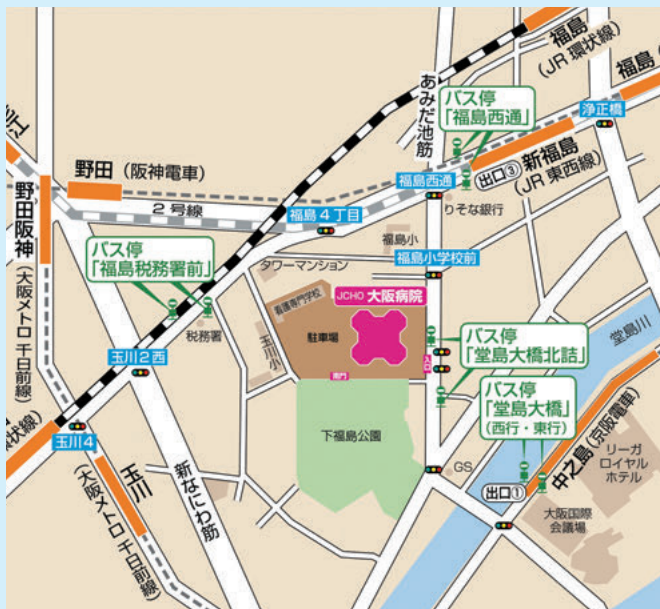 福島
(JR 環状線)
福島
あみだ池筋
バス停
「福島西通」
浄正橋
新福島
(JR 東西線)
出口③
福島西通
りそな銀行
野田 (阪神電車)
2号線
福島4丁目
野田阪神
(大阪メトロ 千日前線)
バス停
「福島税務署前」
福島小
福島小学校前
タワーマンション
看護専門学校
JCHO 大阪病院
駐車場
入口
南門
税務署
玉川小
玉川2西
バス停
「堂島大橋北詰」
堂島川
バス停
「堂島大橋」
(西行・東行)
中之島 (京阪電車)
リーガ
ロイヤル
ホテル
下福島公園
環状線)
玉川4
玉川
(大阪メトロ 千日前線)
新なにわ筋
GS
出口①
大阪国際
会議場